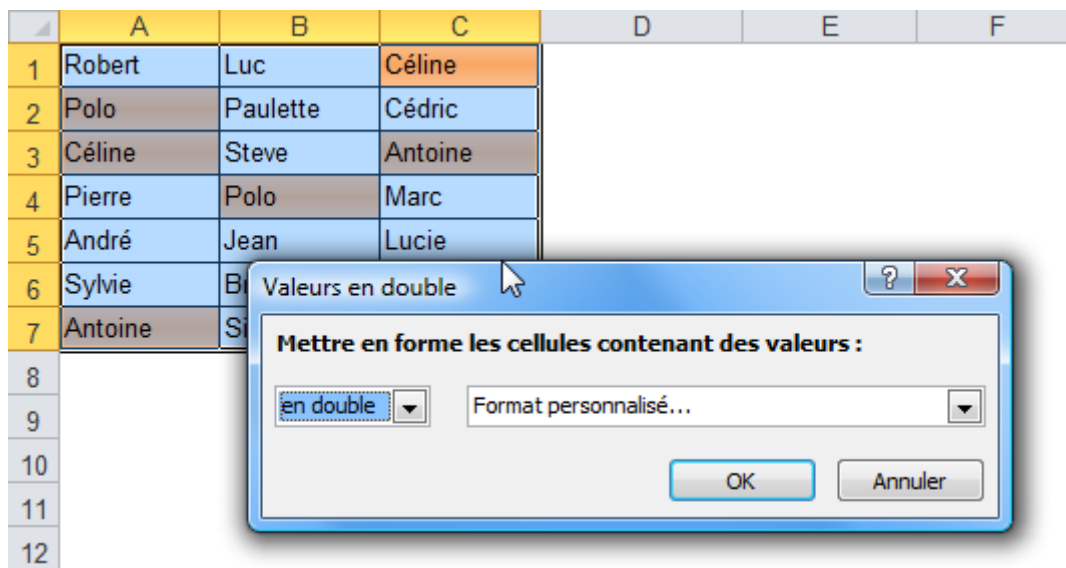 A B C D E F
1 Robert Luc Céline
2 Polo Paulette Cédric
3 Céline Steve Antoine
4 Pierre Polo Marc
5 André Jean Lucie
6 Sylvie
7 Antoine
8
9
10
11
12
Valeurs en double ? X
Mettre en forme les cellules contenant des valeurs :
en double Format personnalisé...
OK Annuler